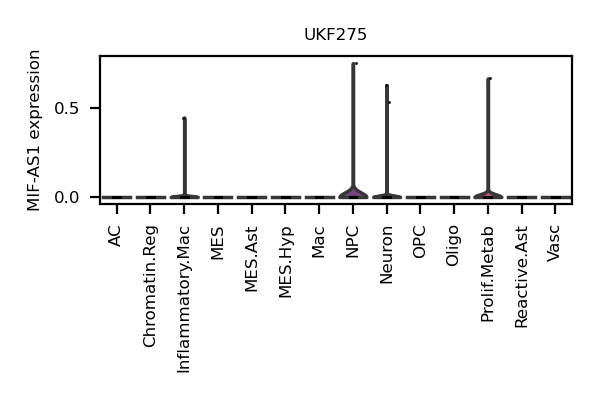 UKF275
MIF-AS1 expression
0.5
0.0
AC
Chromatin.Reg
Inflammatory.Mac
MES
MES.Ast
MES.Hyp
Mac
NPC
Neuron
OPC
Oligo
Prolif.Metab
Reactive.Ast
Vasc